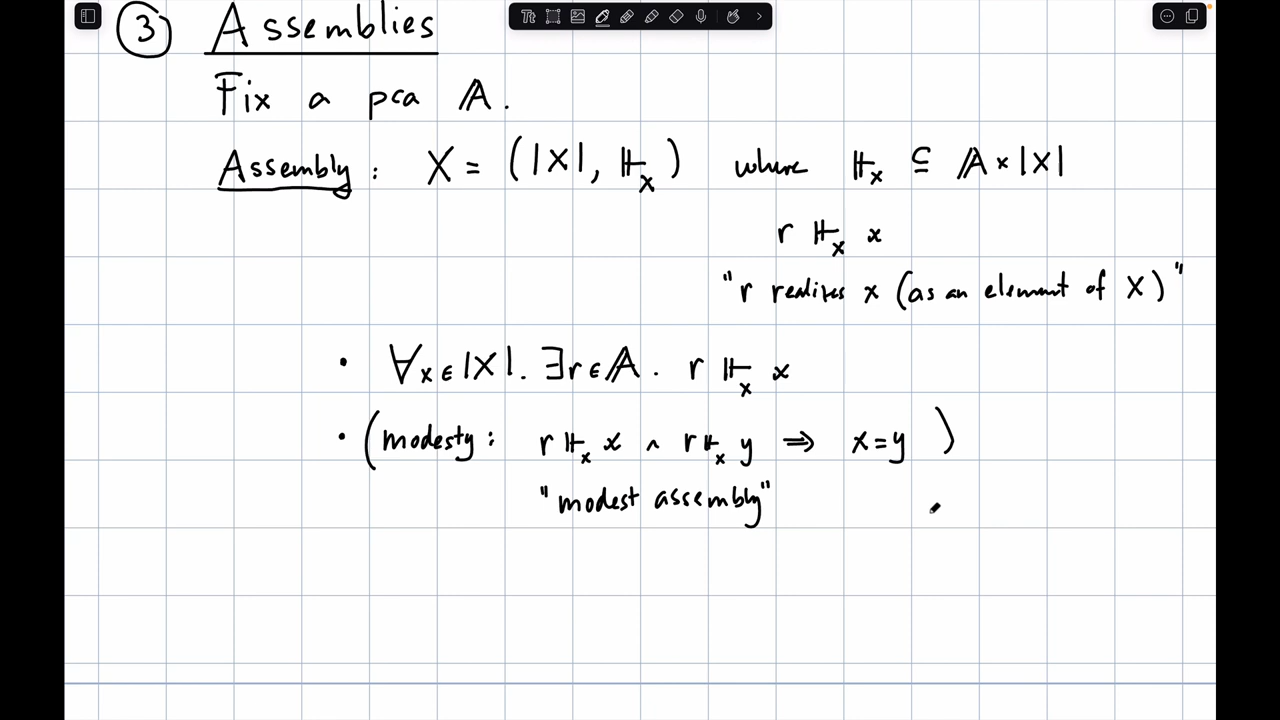 ③ Assemblies
Fix a pca 𝔸.
Assembly: X = (|X|, ⊩ₓ) where ⊩ₓ ⊆ 𝔸 × |X|
r ⊩ₓ x
"r realizes x (as an element of X)"
• ∀x∈|X|. ∃r∈𝔸. r ⊩ₓ x
• (modesty: r ⊩ₓ x ∧ r ⊩ₓ y ⇒ x=y)
"modest assembly"